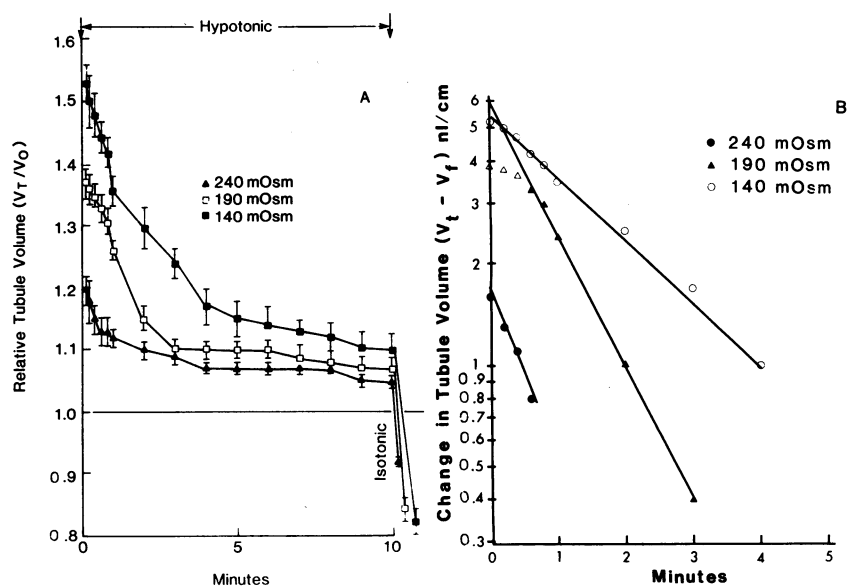 Hypotonic
A
Relative Tubule Volume (VT/VO)
1.6
1.5
1.4
1.3
1.2
1.1
1.0
0.9
0.8
240 mOsm
190 mOsm
140 mOsm
Isotonic
0
5
10
Minutes
B
Change in Tubule Volume (Vt - Vf) nl/cm
6
5
4
3
2
1
0.9
0.8
0.7
0.6
0.5
0.4
0.3
240 mOsm
190 mOsm
140 mOsm
0
1
2
3
4
5
Minutes